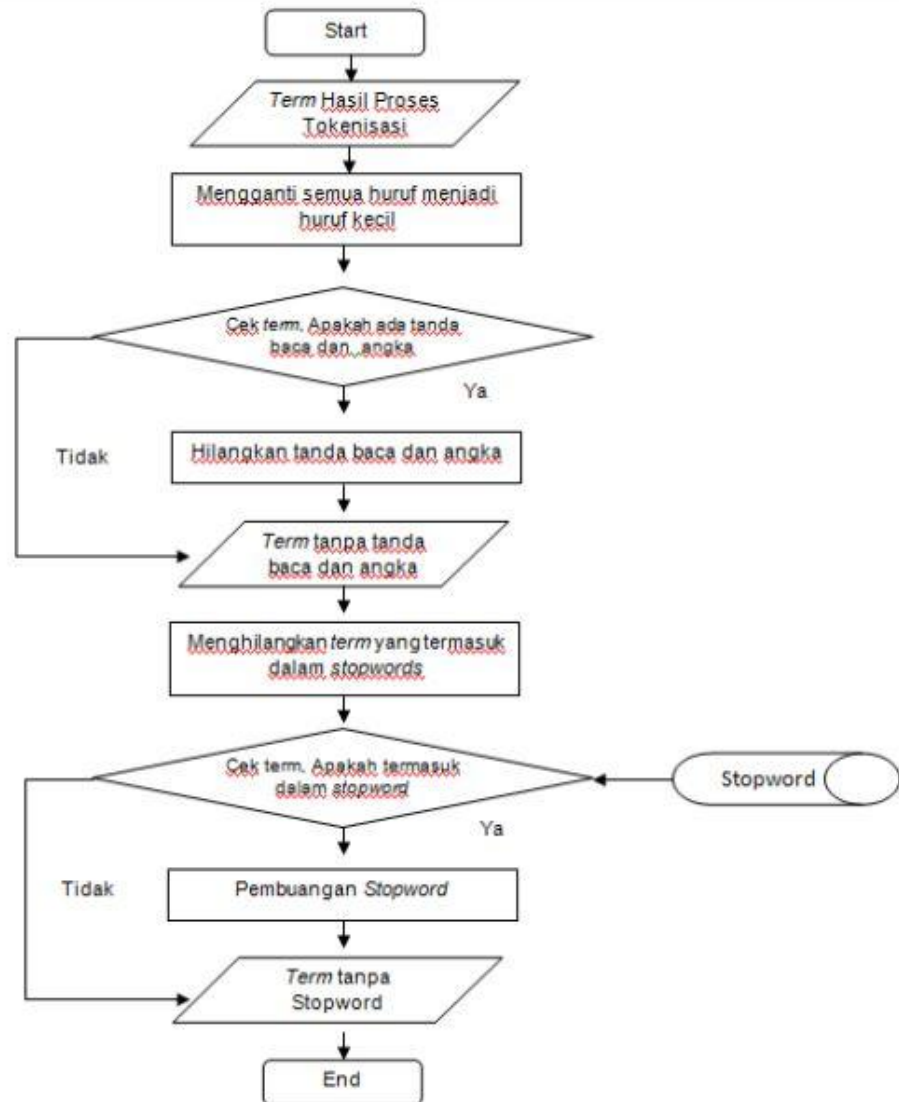 Start
Term Hasil Proses
Tokenisasi
Mengganti semua huruf menjadi
huruf kecil
Cek term, Apakah ada tanda
baca dan angka
Ya
Tidak
Hilangkan tanda baca dan angka
Term tanpa tanda
baca dan angka
Menghilangkan term yang termasuk
dalam stopwords
Cek term, Apakah termasuk
dalam stopword
Stopword
Ya
Tidak
Pembuangan Stopword
Term tanpa
Stopword
End